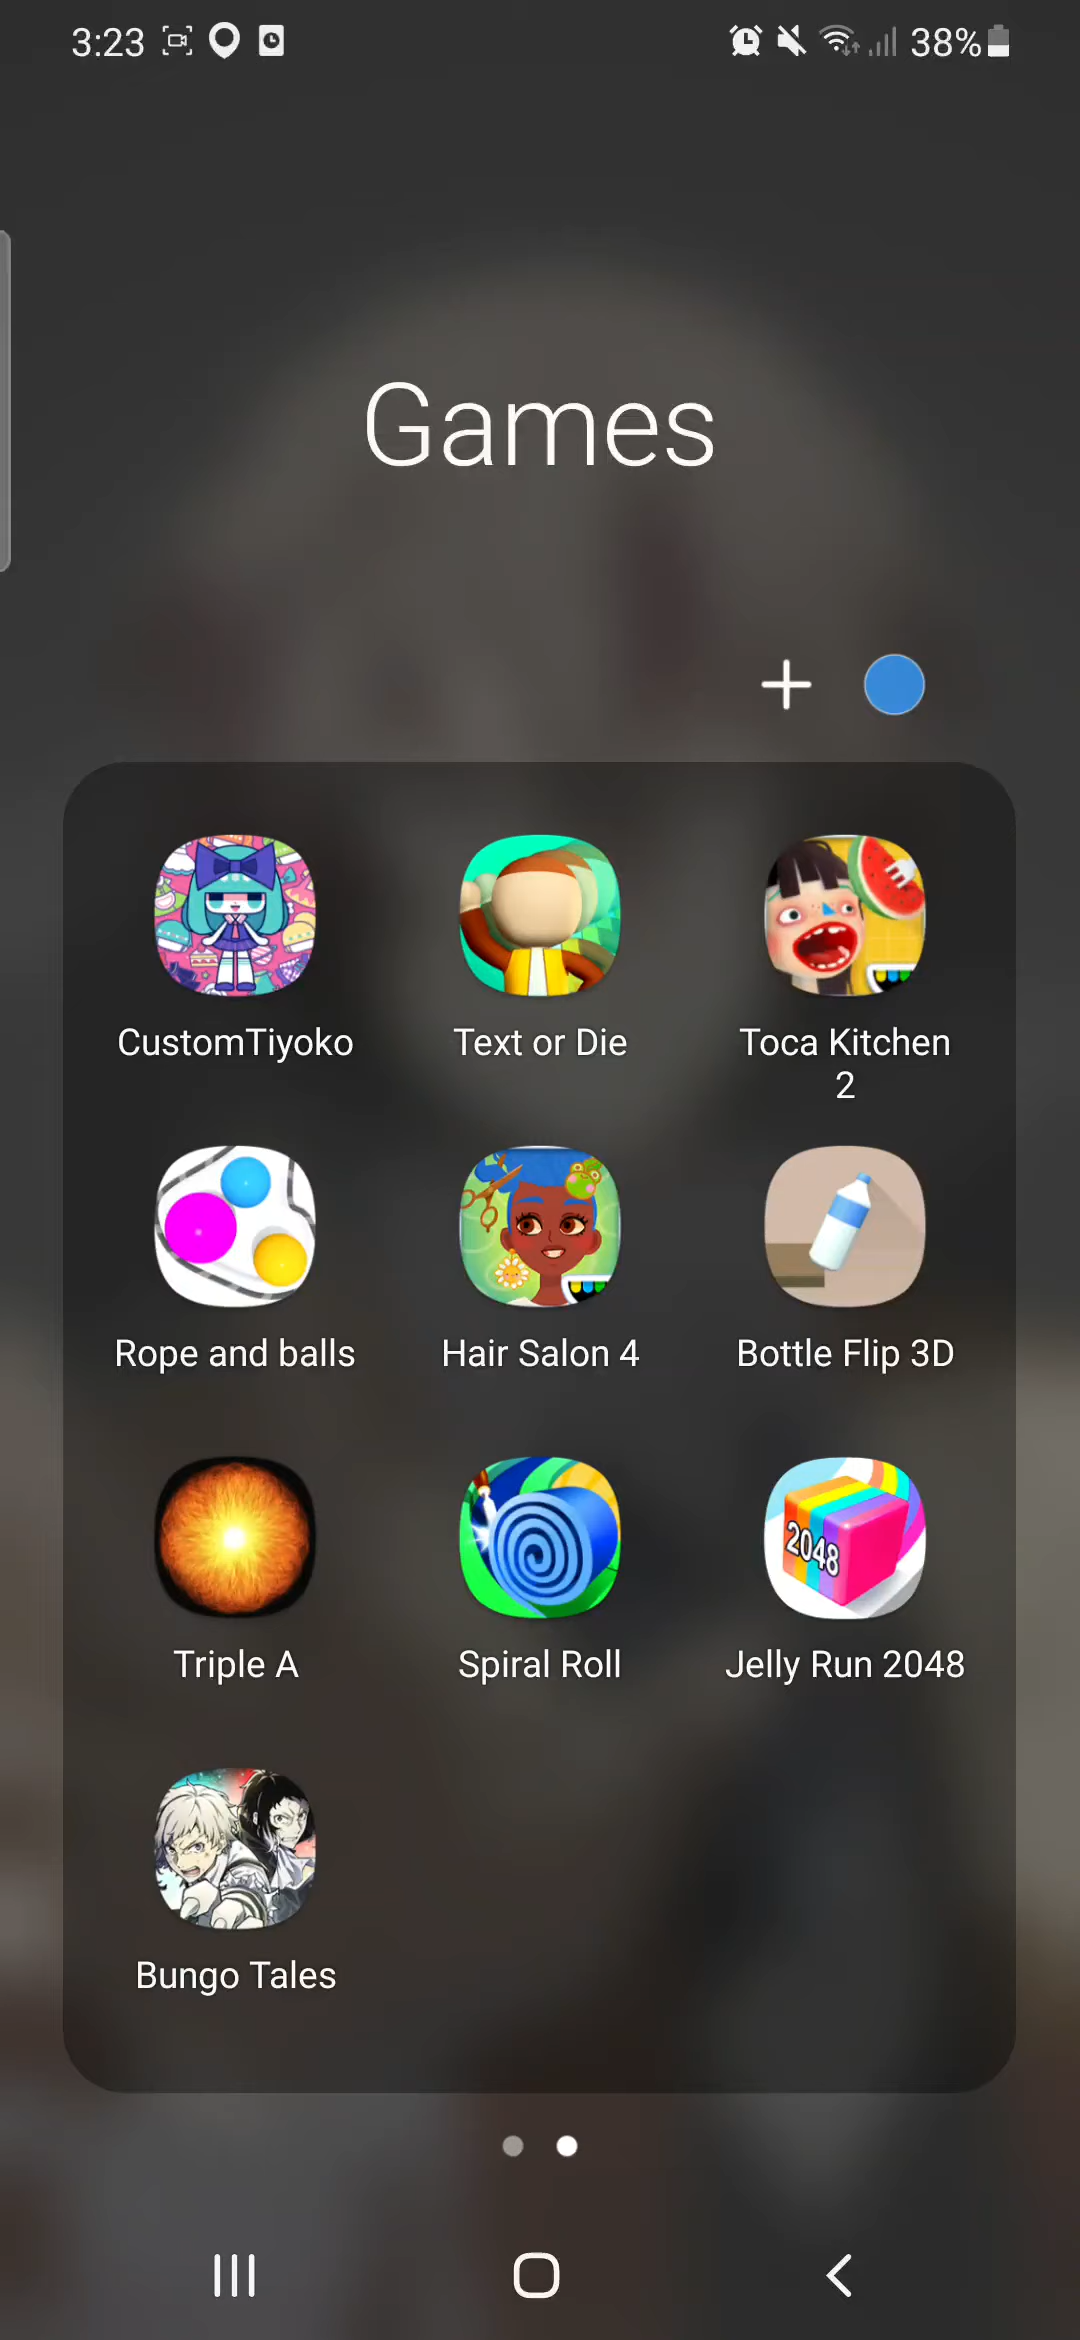 3:23
38%
Games
CustomTiyoko
Text or Die
Toca Kitchen
2
Rope and balls
Hair Salon 4
Bottle Flip 3D
Triple A
Spiral Roll
2048
Jelly Run 2048
Bungo Tales